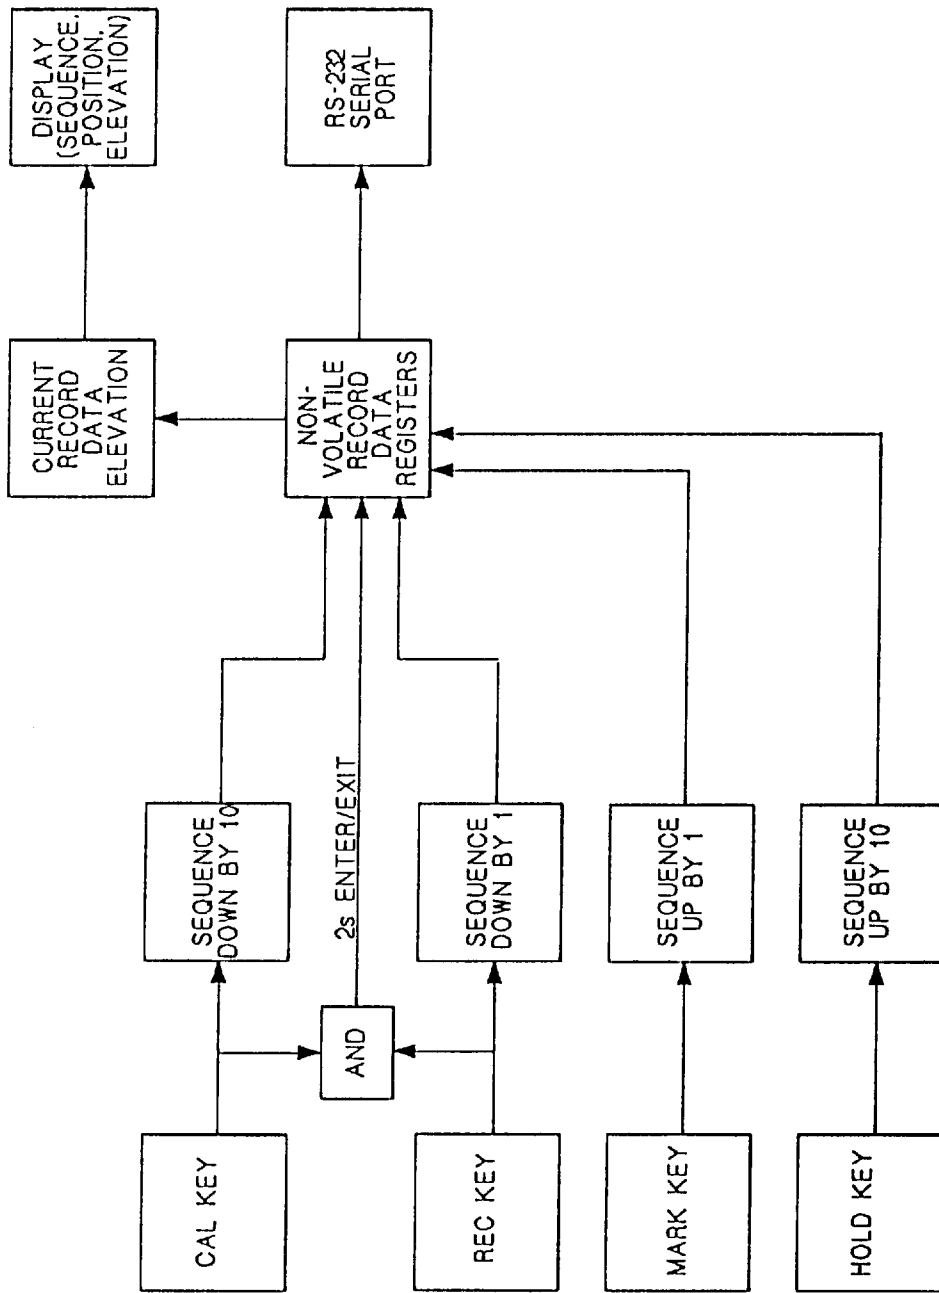 CAL KEY
REC KEY
MARK KEY
HOLD KEY
AND
SEQUENCE
DOWN BY 10
2s ENTER/EXIT
SEQUENCE
DOWN BY 1
SEQUENCE
UP BY 1
SEQUENCE
UP BY 10
CURRENT
RECORD
DATA
ELEVATION
NON-
VOLATILE
RECORD
DATA
REGISTERS
DISPLAY
(SEQUENCE,
POSITION,
ELEVATION)
RS-232
SERIAL
PORT